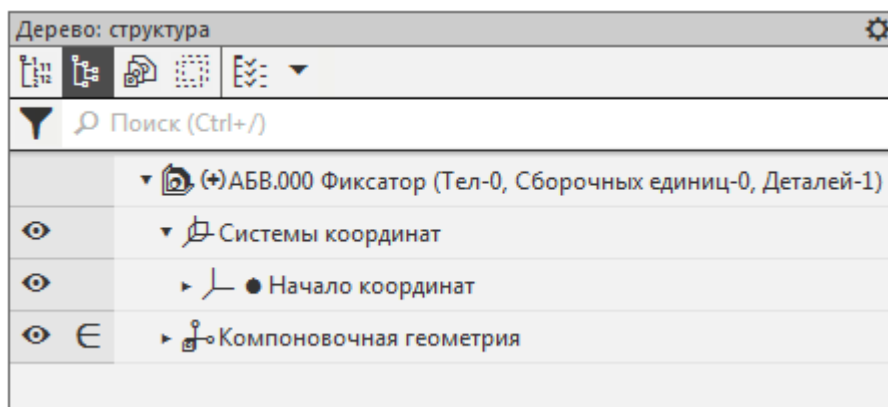 Дерево: структура
Поиск (Ctrl+/)
(+)АБВ.000 Фиксатор (Тел-0, Сборочных единиц-0, Деталей-1)
Системы координат
Начало координат
Компоновочная геометрия